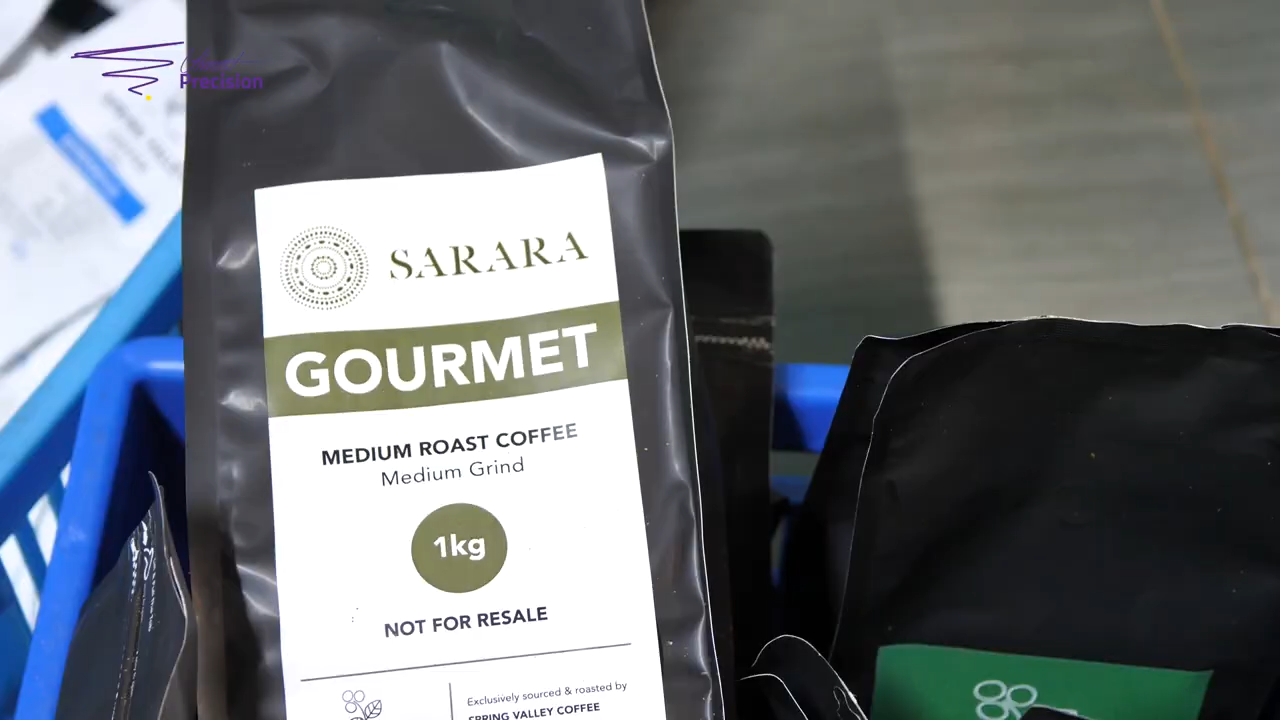 Precision
SARARA
GOURMET
MEDIUM ROAST COFFEE
Medium Grind
1kg
NOT FOR RESALE
Exclusively sourced & roasted by
SPRING VALLEY COFFEE